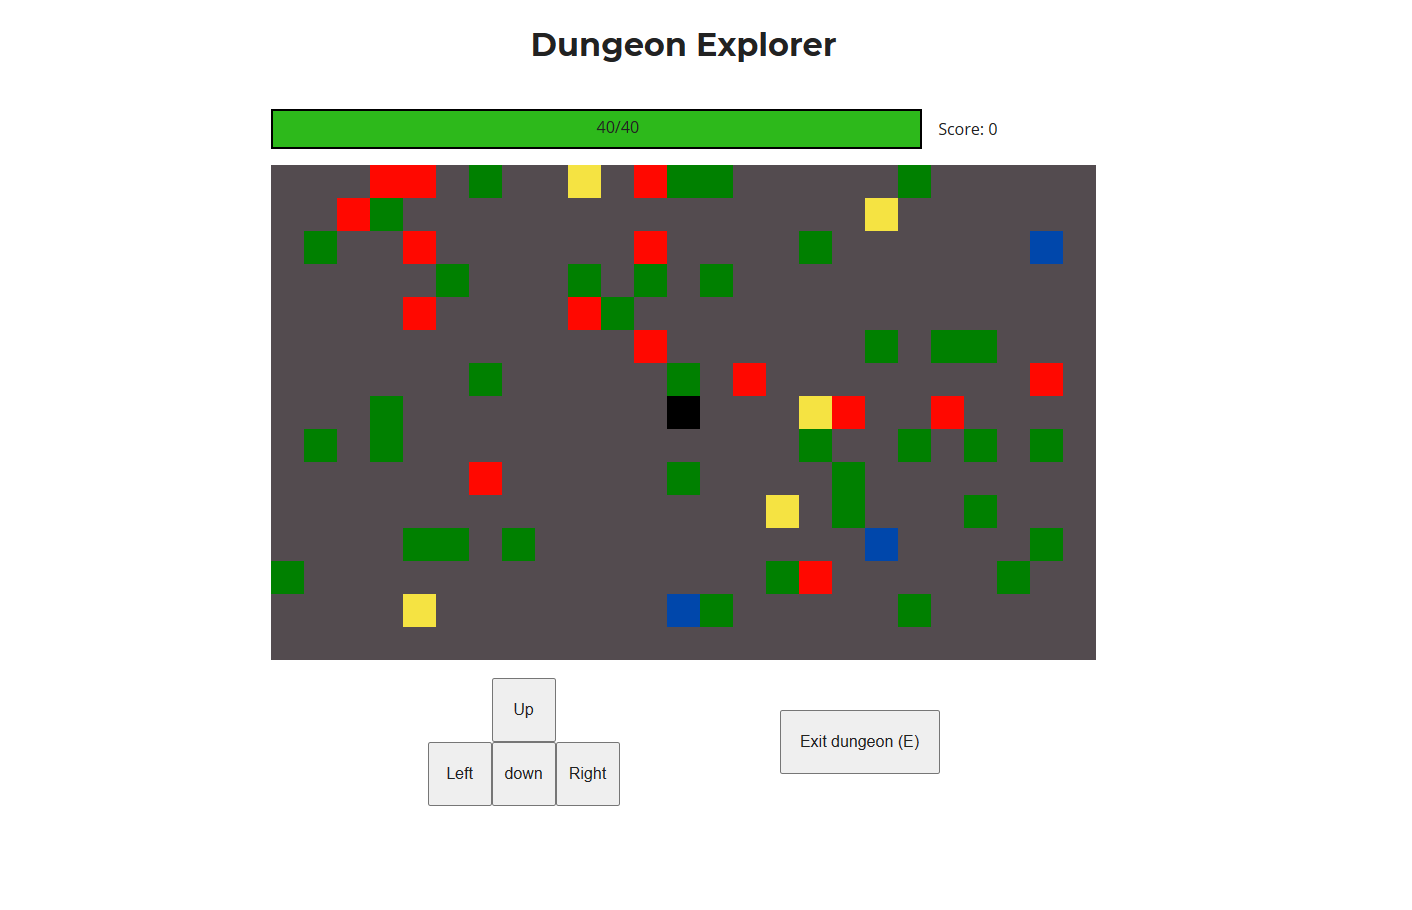 Dungeon Explorer
40/40
Score: 0
Up
Left
down
Right
Exit dungeon (E)